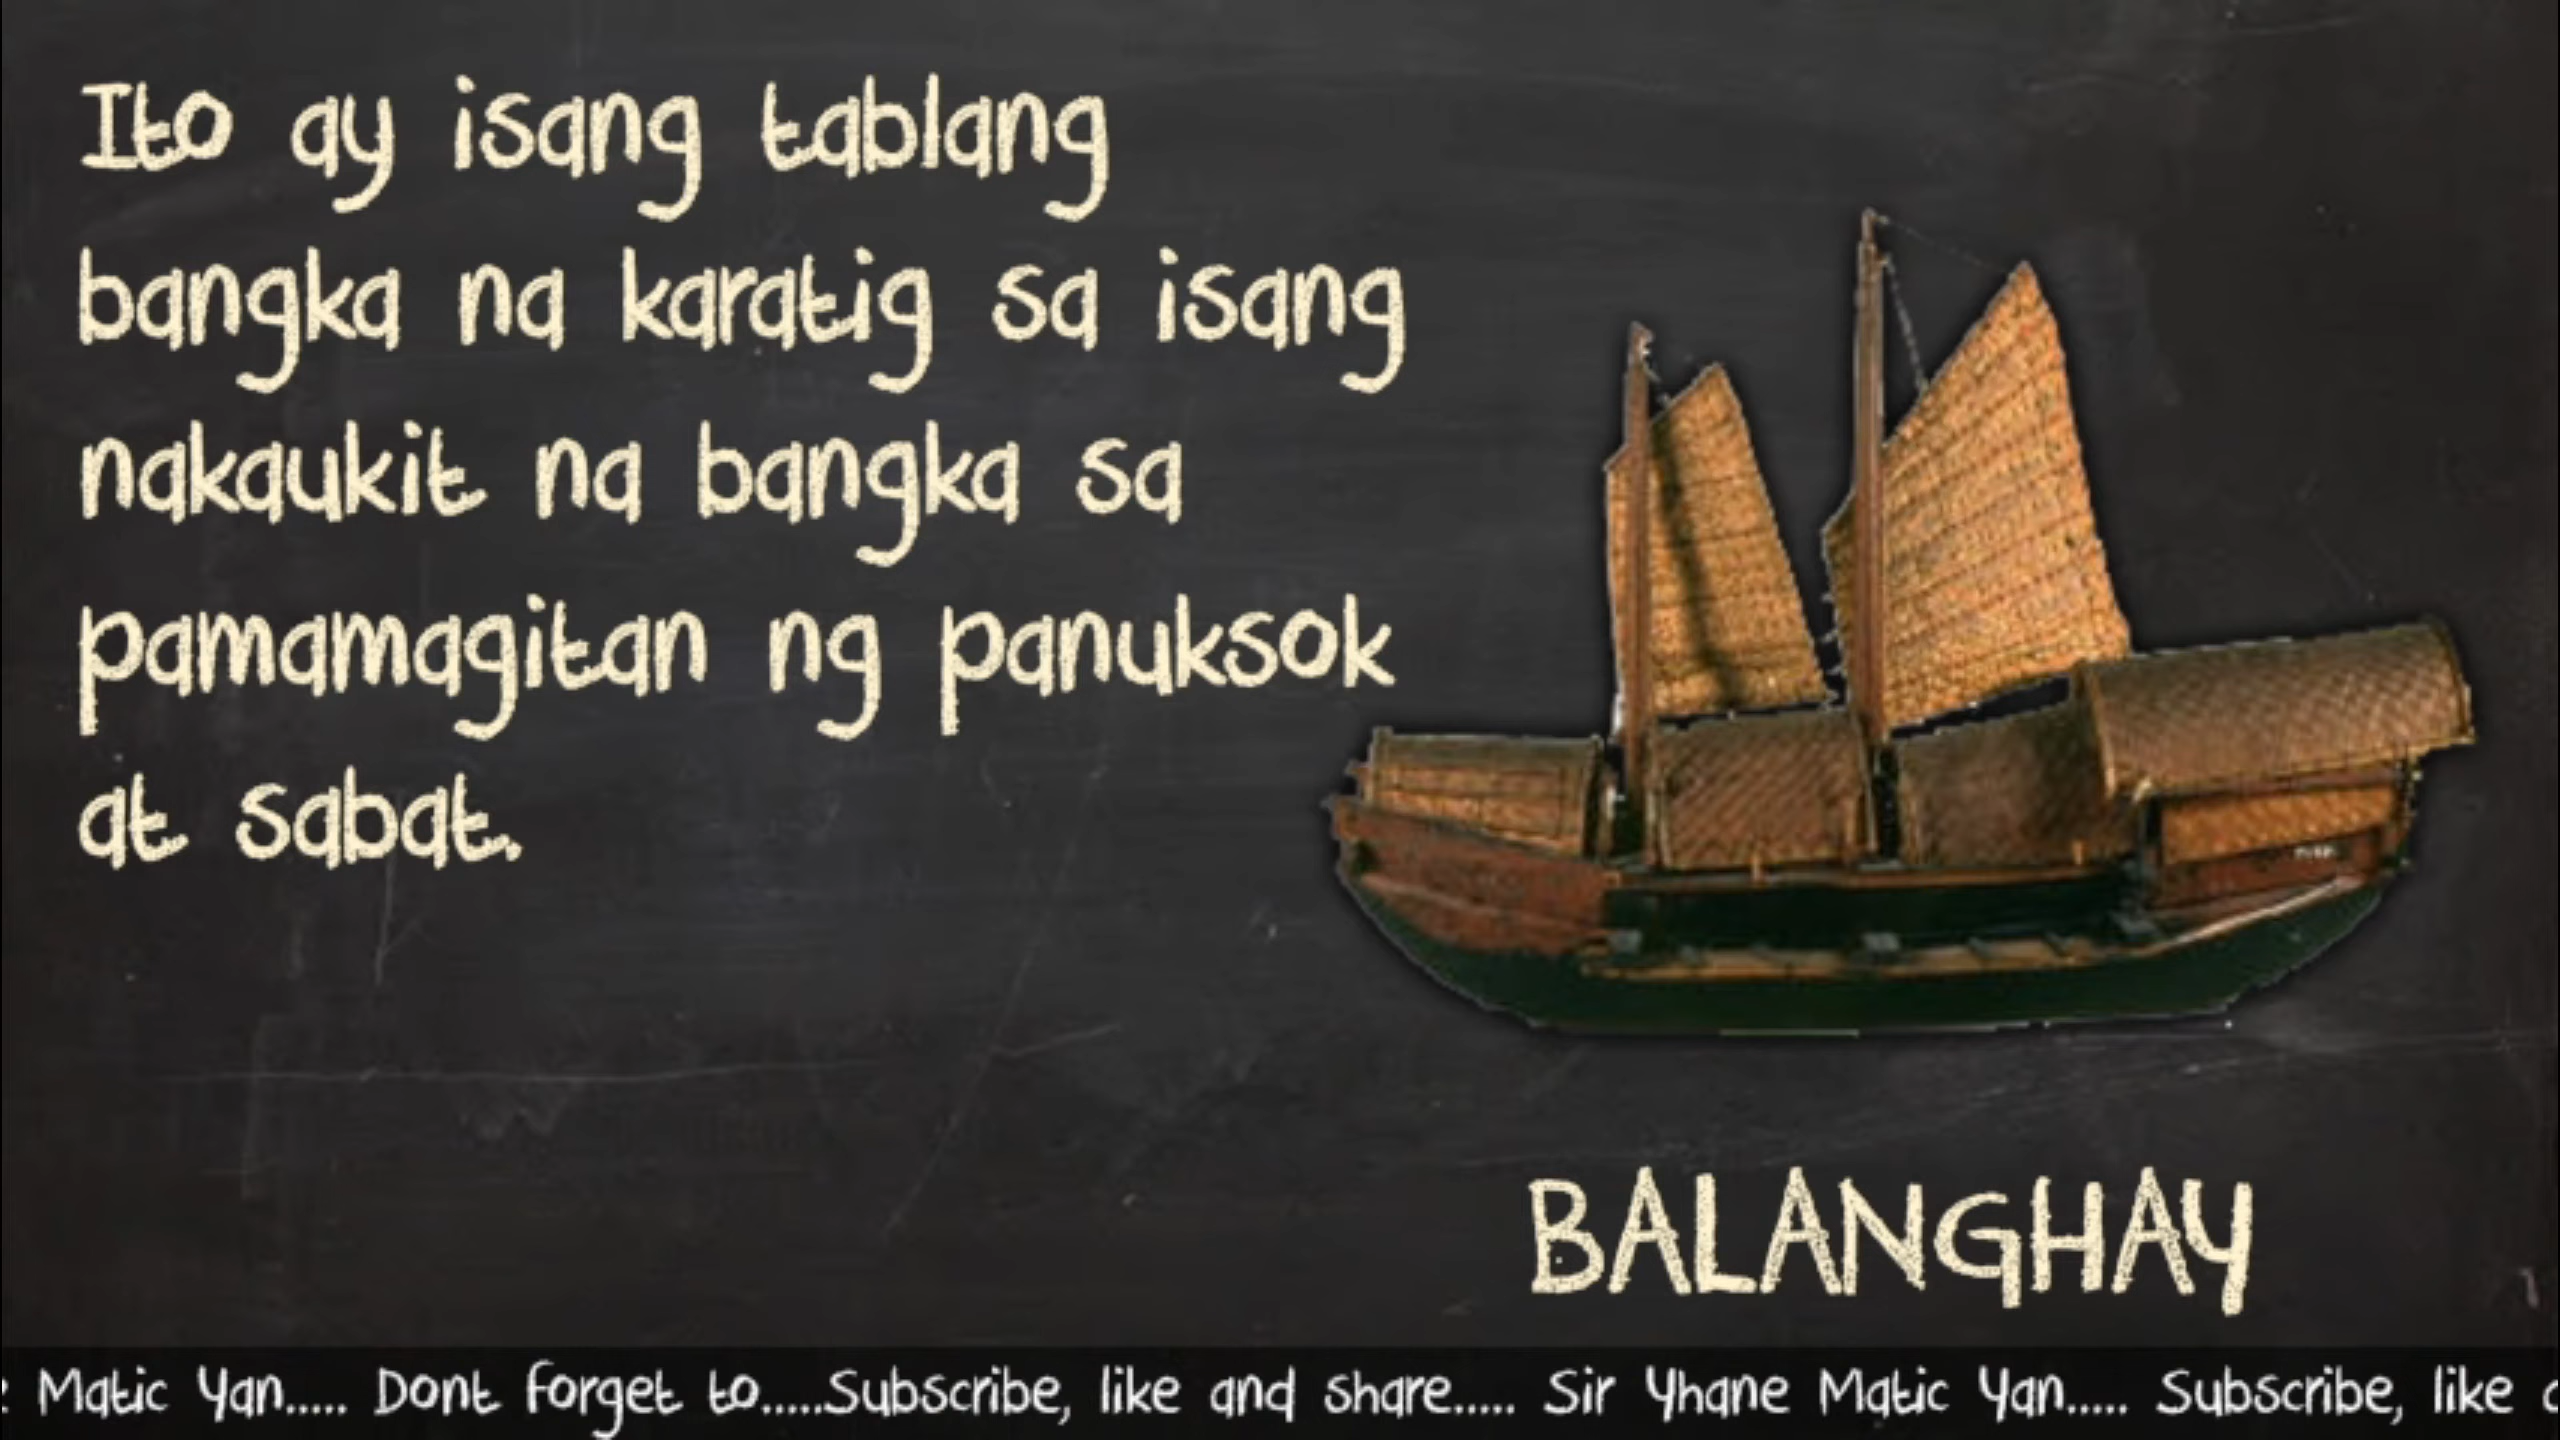 Ito ay isang tablang
bangka na karatig sa isang
nakaukit na bangka sa
pamamagitan ng panuksok
at sabat.
BALANGHAY
Matic Yan..... Dont forget to.....Subscribe, like and share..... Sir Yhane Matic Yan..... Subscribe, like